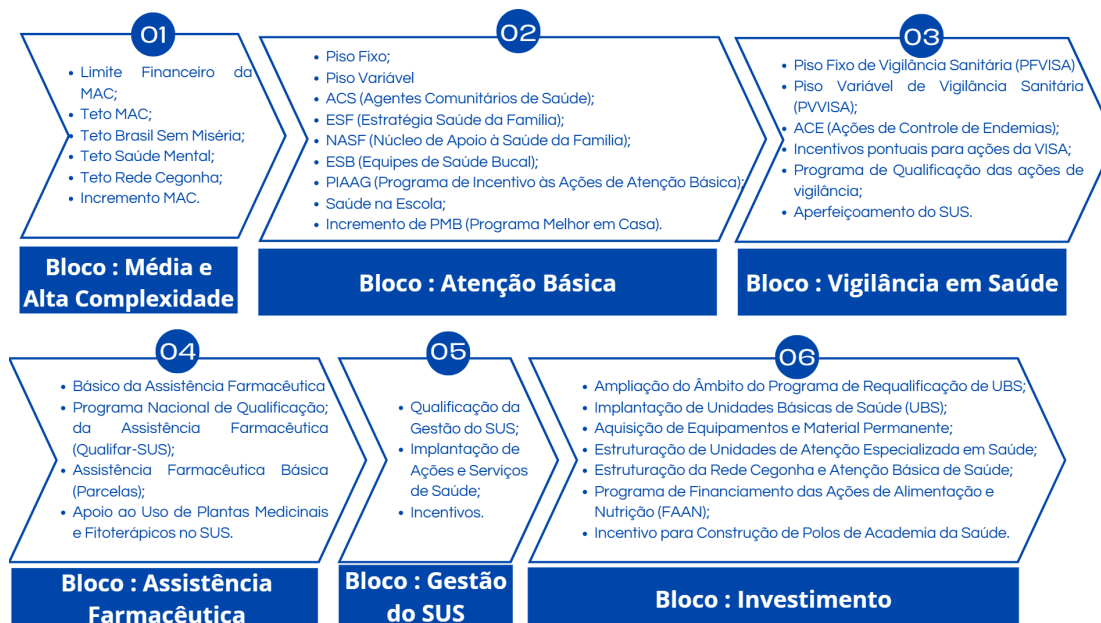 01
Limite Financeiro da
MAC;
Teto MAC;
Teto Brasil Sem Miséria;
Teto Saúde Mental;
Teto Rede Cegonha;
Incremento MAC.
Bloco : Média e
Alta Complexidade
02
Piso Fixo;
Piso Variável
ACS (Agentes Comunitários de Saúde);
ESF (Estratégia Saúde da Família);
NASF (Núcleo de Apoio à Saúde da Família);
ESB (Equipes de Saúde Bucal);
PIAAG (Programa de Incentivo às Ações de Atenção Básica);
Saúde na Escola;
Incremento de PMB (Programa Melhor em Casa).
Bloco : Atenção Básica
03
Piso Fixo de Vigilância Sanitária (PFVISA)
Piso Variável de Vigilância Sanitária
(PVVISA);
ACE (Ações de Controle de Endemias);
Incentivos pontuais para ações da VISA;
Programa de Qualificação das ações de
vigilância;
Aperfeiçoamento do SUS.
Bloco : Vigilância em Saúde
04
Básico da Assistência Farmacêutica
Programa Nacional de Qualificação;
da Assistência Farmacêutica
(Qualifar-SUS);
Assistência Farmacêutica Básica
(Parcelas);
Apoio ao Uso de Plantas Medicinais
e Fitoterápicos no SUS.
Bloco : Assistência
Farmacêutica
05
Qualificação da
Gestão do SUS;
Implantação de
Ações e Serviços
de Saúde;
Incentivos.
Bloco : Gestão
do SUS
06
Ampliação do Âmbito do Programa de Requalificação de UBS;
Implantação de Unidades Básicas de Saúde (UBS);
Aquisição de Equipamentos e Material Permanente;
Estruturação de Unidades de Atenção Especializada em Saúde;
Estruturação da Rede Cegonha e Atenção Básica de Saúde;
Programa de Financiamento das Ações de Alimentação e
Nutrição (FAAN);
Incentivo para Construção de Polos de Academia da Saúde.
Bloco : Investimento